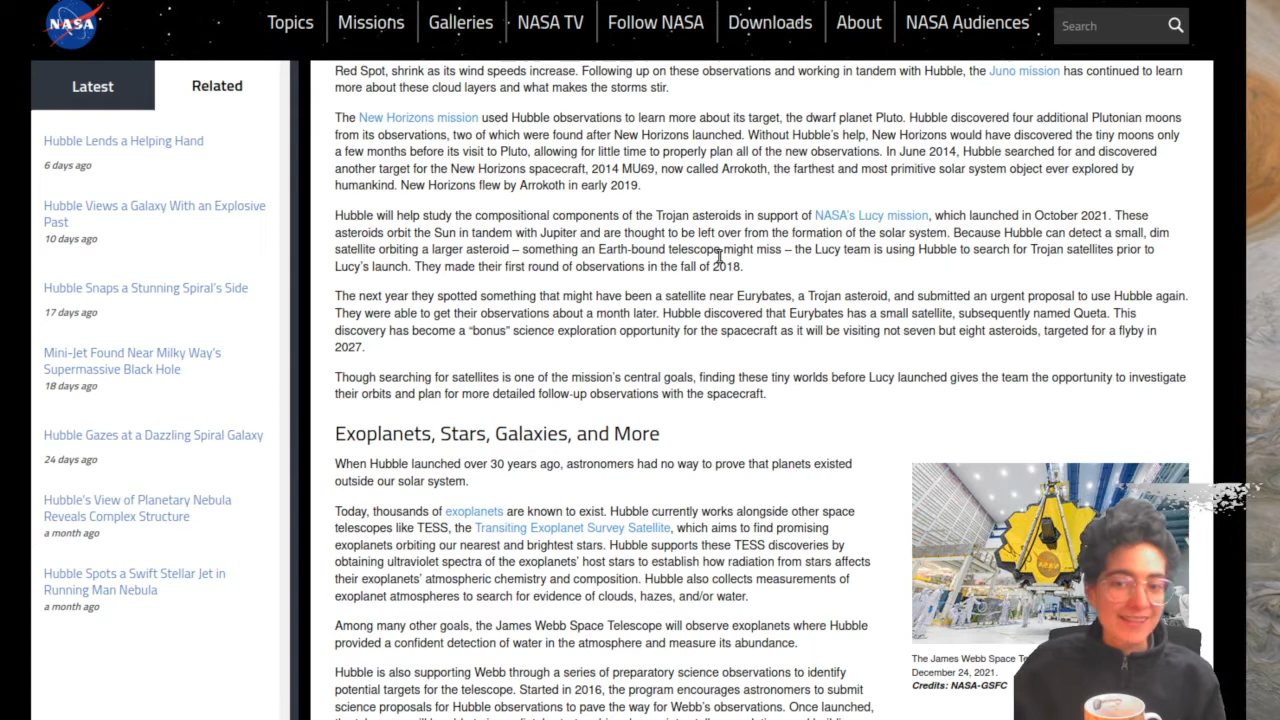 NASA
Topics
Missions
Galleries
NASA TV
Follow NASA
Downloads
About
NASA Audiences
Search
Latest
Related
Hubble Lends a Helping Hand
6 days ago
Hubble Views a Galaxy With an Explosive
Past
10 days ago
Hubble Snaps a Stunning Spiral's Side
17 days ago
Mini-Jet Found Near Milky Way's
Supermassive Black Hole
18 days ago
Hubble Gazes at a Dazzling Spiral Galaxy
24 days ago
Hubble's View of Planetary Nebula
Reveals Complex Structure
a month ago
Hubble Spots a Swift Stellar Jet in
Running Man Nebula
a month ago
Red Spot, shrink as its wind speeds increase. Following up on these observations and working in tandem with Hubble, the Juno mission has continued to learn
more about these cloud layers and what makes the storms stir.
The New Horizons mission used Hubble observations to learn more about its target, the dwarf planet Pluto. Hubble discovered four additional Plutonian moons
from its observations, two of which were found after New Horizons launched. Without Hubble's help, New Horizons would have discovered the tiny moons only
a few months before its visit to Pluto, allowing for little time to properly plan all of the new observations. In June 2014, Hubble searched for and discovered
another target for the New Horizons spacecraft, 2014 MU69, now called Arrokoth, the farthest and most primitive solar system object ever explored by
humankind. New Horizons flew by Arrokoth in early 2019.
Hubble will help study the compositional components of the Trojan asteroids in support of NASA's Lucy mission, which launched in October 2021. These
asteroids orbit the Sun in tandem with Jupiter and are thought to be left over from the formation of the solar system. Because Hubble can detect a small, dim
satellite orbiting a larger asteroid – something an Earth-bound telescope might miss – the Lucy team is using Hubble to search for Trojan satellites prior to
Lucy's launch. They made their first round of observations in the fall of 2018.
The next year they spotted something that might have been a satellite near Eurybates, a Trojan asteroid, and submitted an urgent proposal to use Hubble again.
They were able to get their observations about a month later. Hubble discovered that Eurybates has a small satellite, subsequently named Queta. This
discovery has become a “bonus” science exploration opportunity for the spacecraft as it will be visiting not seven but eight asteroids, targeted for a flyby in
2027.
Though searching for satellites is one of the mission's central goals, finding these tiny worlds before Lucy launched gives the team the opportunity to investigate
their orbits and plan for more detailed follow-up observations with the spacecraft.
Exoplanets, Stars, Galaxies, and More
When Hubble launched over 30 years ago, astronomers had no way to prove that planets existed
outside our solar system.
Today, thousands of exoplanets are known to exist. Hubble currently works alongside other space
telescopes like TESS, the Transiting Exoplanet Survey Satellite, which aims to find promising
exoplanets orbiting our nearest and brightest stars. Hubble supports these TESS discoveries by
obtaining ultraviolet spectra of the exoplanets' host stars to establish how radiation from stars affects
their exoplanets' atmospheric chemistry and composition. Hubble also collects measurements of
exoplanet atmospheres to search for evidence of clouds, hazes, and/or water.
Among many other goals, the James Webb Space Telescope will observe exoplanets where Hubble
provided a confident detection of water in the atmosphere and measure its abundance.
Hubble is also supporting Webb through a series of preparatory science observations to identify
potential targets for the telescope. Started in 2016, the program encourages astronomers to submit
science proposals for Hubble observations to pave the way for Webb's observations. Once launched,
The James Webb Space
December 24, 2021.
Credits: NASA-GSFC